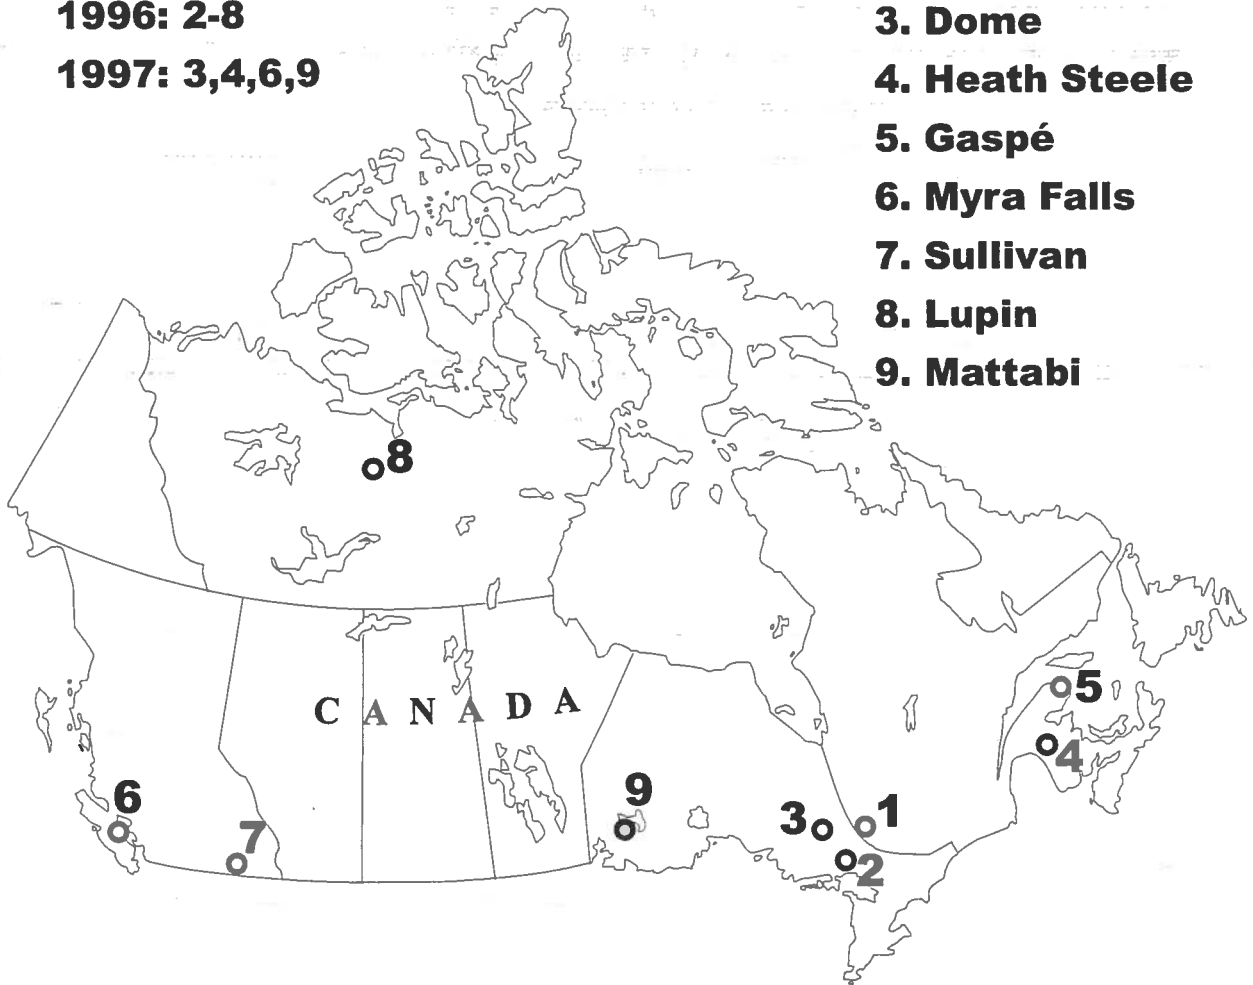 1996: 2-8
1997: 3,4,6,9
3. Dome
4. Heath Steele
5. Gaspé
6. Myra Falls
7. Sullivan
8. Lupin
9. Mattabi
8
CANADA
5
4
6
7
9
3
1
2